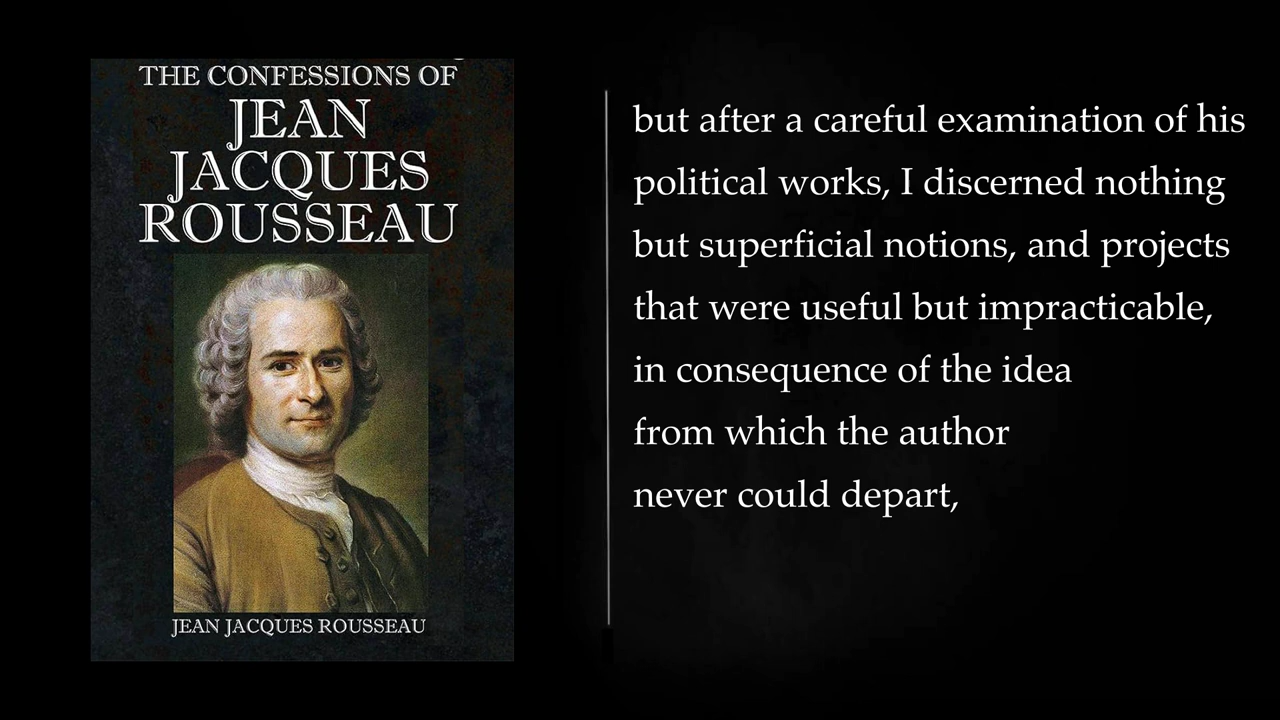 THE CONFESSIONS OF
JEAN
JACQUES
ROUSSEAU
JEAN JACQUES ROUSSEAU
but after a careful examination of his
political works, I discerned nothing
but superficial notions, and projects
that were useful but impracticable,
in consequence of the idea
from which the author
never could depart,